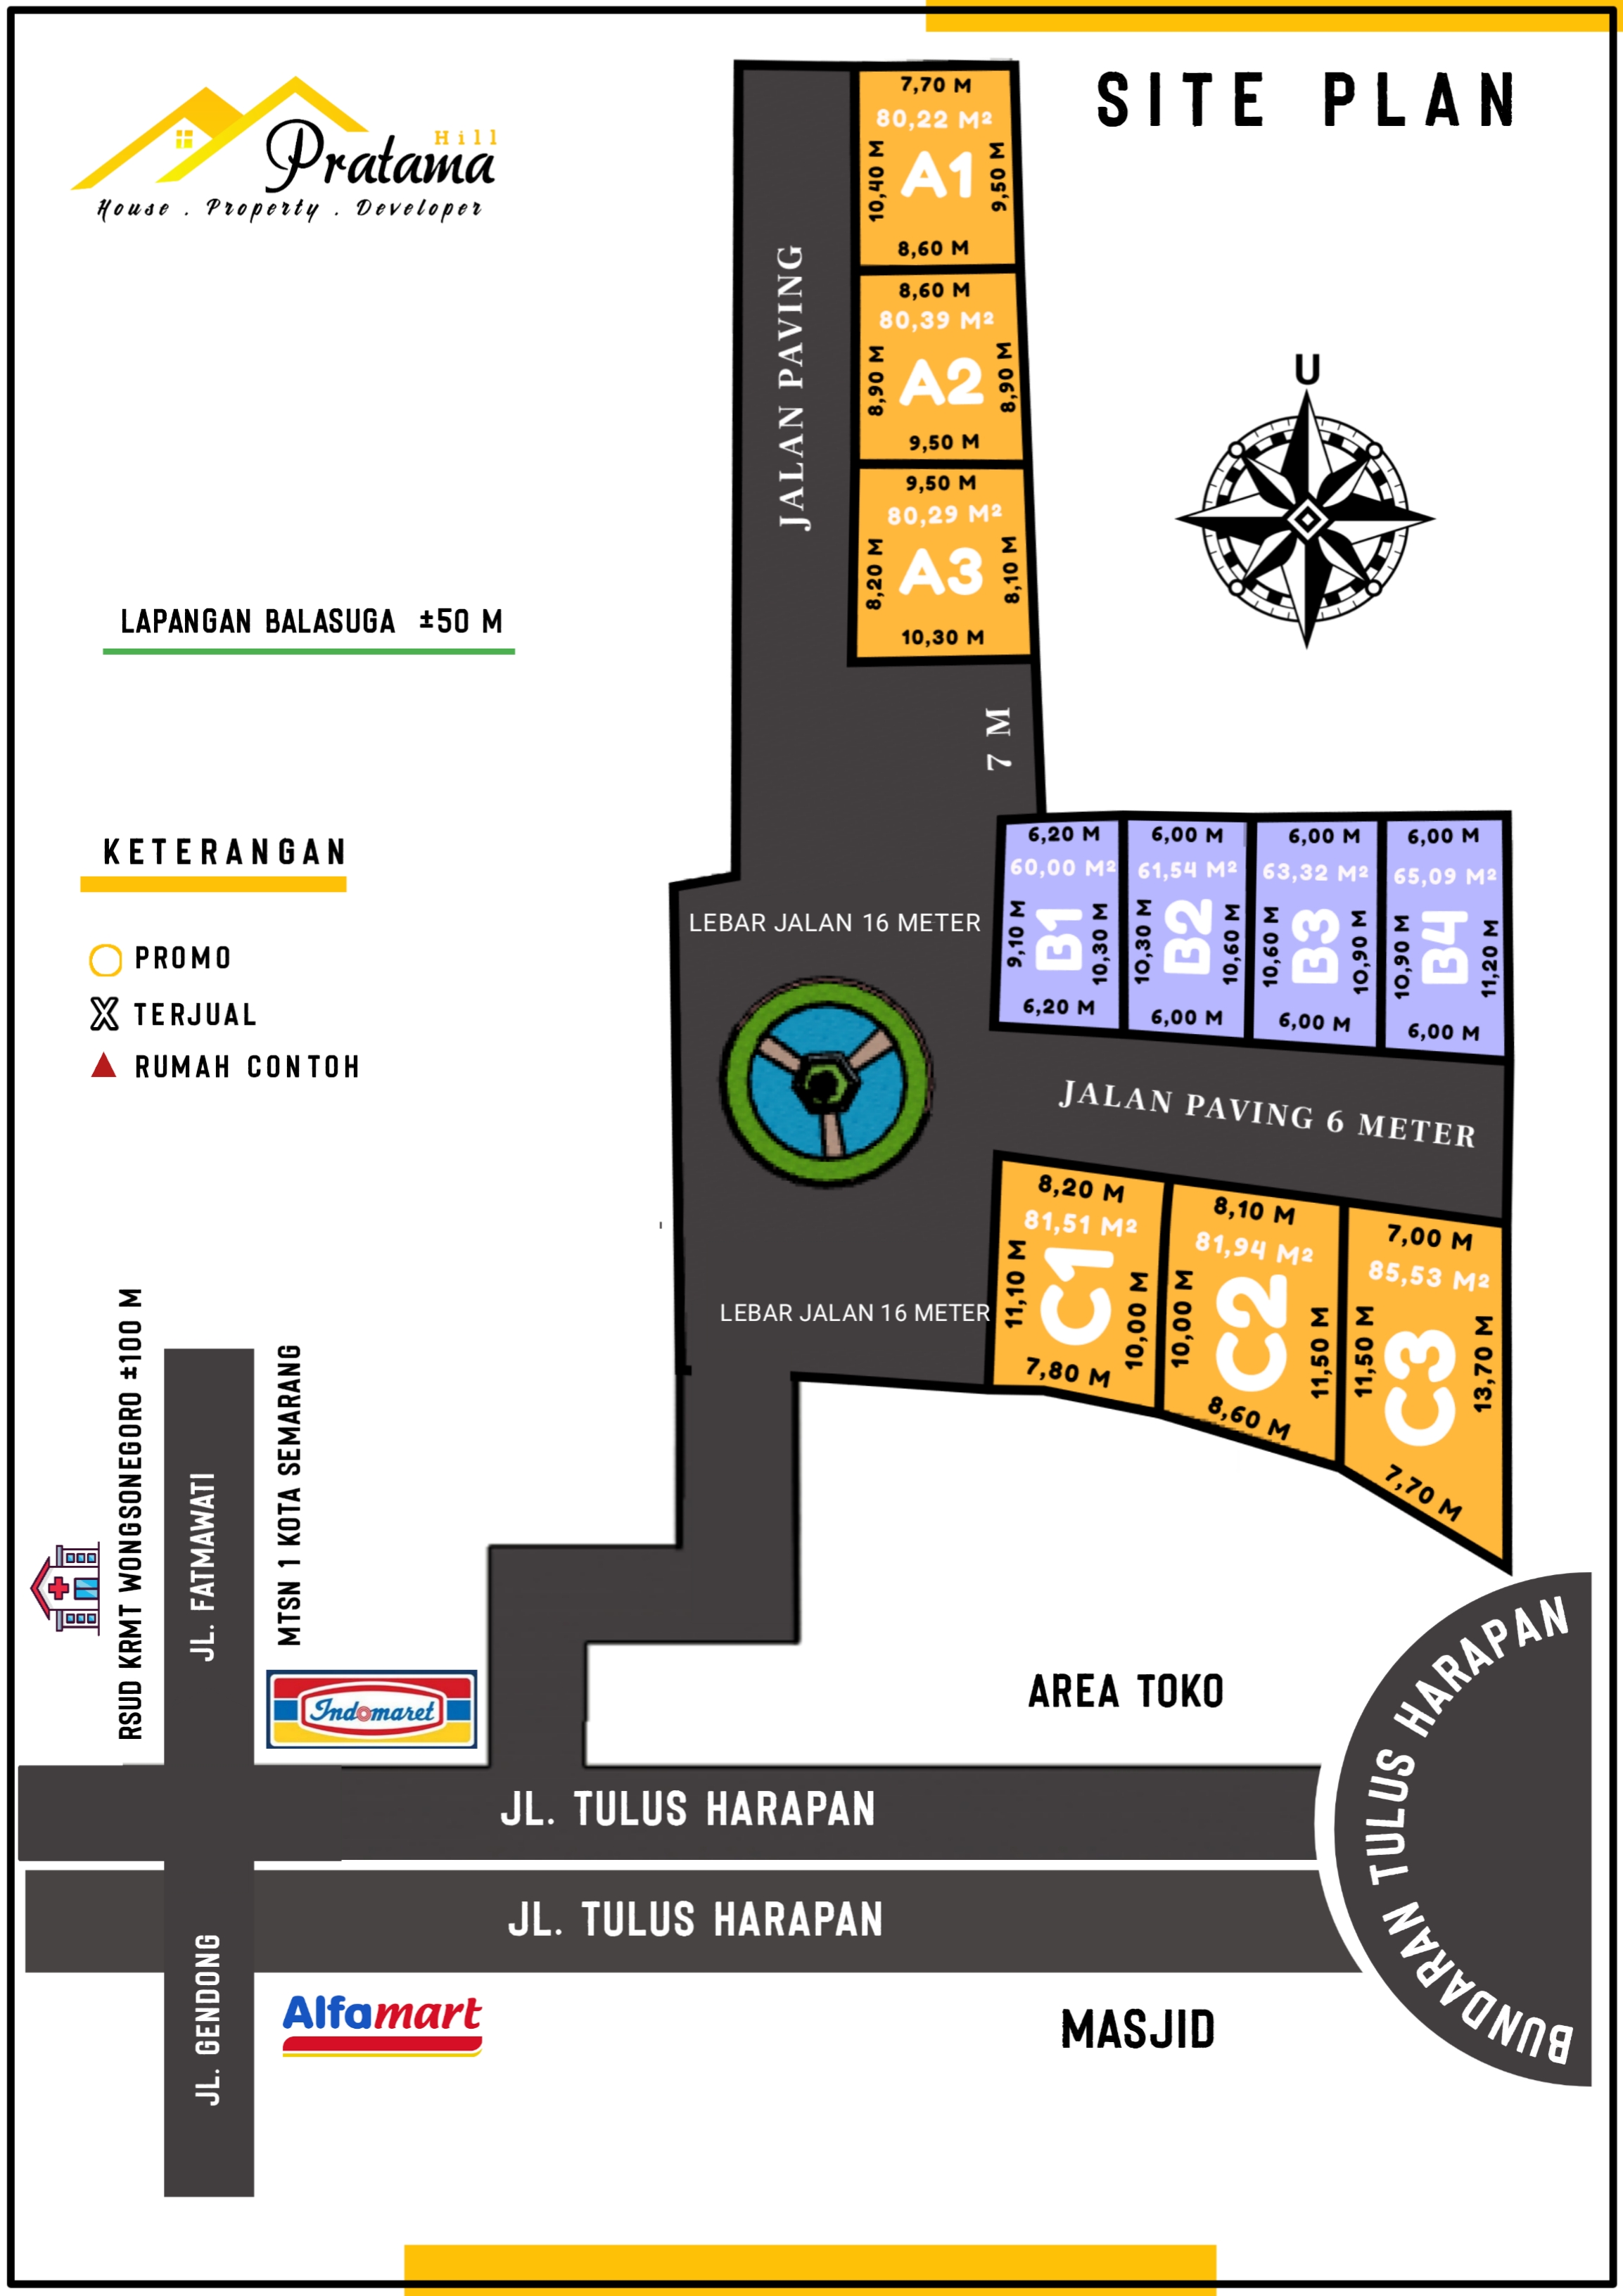 SITE PLAN
Hill
Pratama
House . Property . Developer
7,70 M
80,22 M²
10,40 M
A1
9,50 M
8,60 M
8,60 M
80,39 M²
8,90 M
A2
8,90 M
9,50 M
9,50 M
80,29 M²
8,20 M
A3
8,10 M
10,30 M
JALAN PAVING
7 M
U
LAPANGAN BALASUGA ±50 M
KETERANGAN
PROMO
X TERJUAL
RUMAH CONTOH
6,20 M
60,00 M²
9,10 M
B1
10,30 M
6,20 M
6,00 M
61,54 M²
10,30 M
B2
10,60 M
6,00 M
6,00 M
63,32 M²
10,60 M
B3
10,90 M
6,00 M
6,00 M
65,09 M²
10,90 M
B4
11,20 M
6,00 M
LEBAR JALAN 16 METER
JALAN PAVING 6 METER
LEBAR JALAN 16 METER
8,20 M
81,51 M²
11,10 M
C1
10,00 M
7,80 M
8,10 M
81,94 M²
10,00 M
C2
11,50 M
8,60 M
7,00 M
85,53 M²
11,50 M
C3
13,70 M
7,70 M
RSUD KRMT WONGSONEGORO ±100 M
JL. FATMAWATI
MTSN 1 KOTA SEMARANG
Indomaret
AREA TOKO
BUNDARAN TULUS HARAPAN
JL. TULUS HARAPAN
JL. TULUS HARAPAN
JL. GENDONG
Alfamart
MASJID